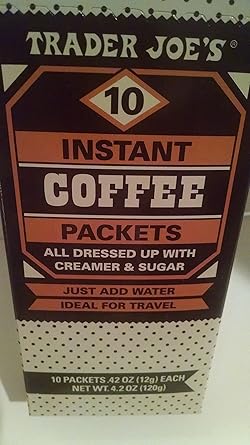 TRADER JOE'S®
10
INSTANT
COFFEE
PACKETS
ALL DRESSED UP WITH
CREAMER & SUGAR
JUST ADD WATER
IDEAL FOR TRAVEL
10 PACKETS .42 OZ (12g) EACH
NET WT. 4.2 OZ (120g)